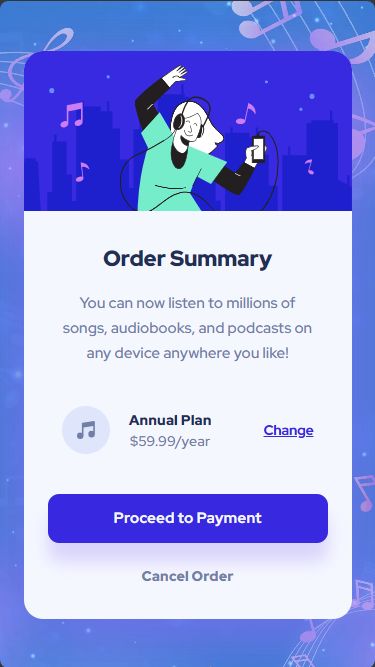 Order Summary
You can now listen to millions of
songs, audiobooks, and podcasts on
any device anywhere you like!
Annual Plan
$59.99/year
Change
Proceed to Payment
Cancel Order